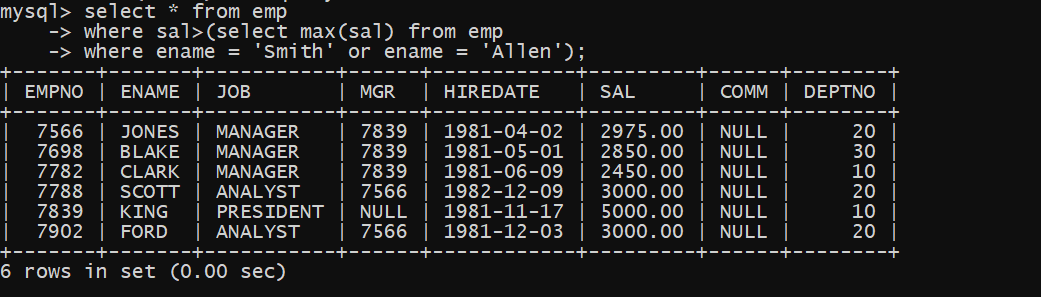 mysql> select * from emp
    -> where sal>(select max(sal) from emp
    -> where ename = 'Smith' or ename = 'Allen');
+-------+-------+-----------+------+------------+---------+------+--------+
| EMPNO | ENAME | JOB       | MGR  | HIREDATE   | SAL     | COMM | DEPTNO |
+-------+-------+-----------+------+------------+---------+------+--------+
|  7566 | JONES | MANAGER   | 7839 | 1981-04-02 | 2975.00 | NULL |     20 |
|  7698 | BLAKE | MANAGER   | 7839 | 1981-05-01 | 2850.00 | NULL |     30 |
|  7782 | CLARK | MANAGER   | 7839 | 1981-06-09 | 2450.00 | NULL |     10 |
|  7788 | SCOTT | ANALYST   | 7566 | 1982-12-09 | 3000.00 | NULL |     20 |
|  7839 | KING  | PRESIDENT | NULL | 1981-11-17 | 5000.00 | NULL |     10 |
|  7902 | FORD  | ANALYST   | 7566 | 1981-12-03 | 3000.00 | NULL |     20 |
+-------+-------+-----------+------+------------+---------+------+--------+
6 rows in set (0.00 sec)